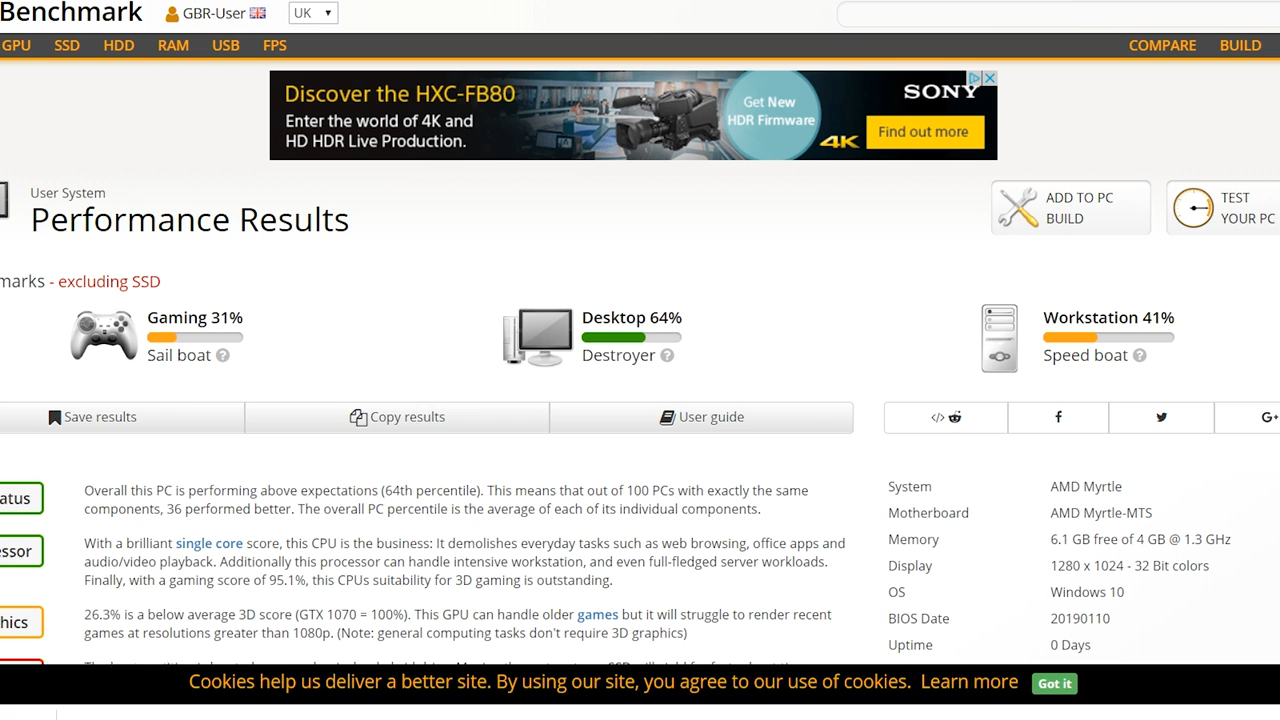 Benchmark GBR-User UK
GPU SSD HDD RAM USB FPS COMPARE BUILD
Discover the HXC-FB80
Enter the world of 4K and
HD HDR Live Production.
Get New
HDR Firmware
4K
SONY
Find out more
User System
Performance Results
ADD TO PC
BUILD
TEST
YOUR PC
marks - excluding SSD
Gaming 31%
Sail boat
Desktop 64%
Destroyer
Workstation 41%
Speed boat
Save results Copy results User guide
G+
atus
Overall this PC is performing above expectations (64th percentile). This means that out of 100 PCs with exactly the same
components, 36 performed better. The overall PC percentile is the average of each of its individual components.
essor
With a brilliant single core score, this CPU is the business: It demolishes everyday tasks such as web browsing, office apps and
audio/video playback. Additionally this processor can handle intensive workstation, and even full-fledged server workloads.
Finally, with a gaming score of 95.1%, this CPUs suitability for 3D gaming is outstanding.
hics
26.3% is a below average 3D score (GTX 1070 = 100%). This GPU can handle older games but it will struggle to render recent
games at resolutions greater than 1080p. (Note: general computing tasks don't require 3D graphics)
System AMD Myrtle
Motherboard AMD Myrtle-MTS
Memory 6.1 GB free of 4 GB @ 1.3 GHz
Display 1280 x 1024 - 32 Bit colors
OS Windows 10
BIOS Date 20190110
Uptime 0 Days
Cookies help us deliver a better site. By using our site, you agree to our use of cookies. Learn more Got it